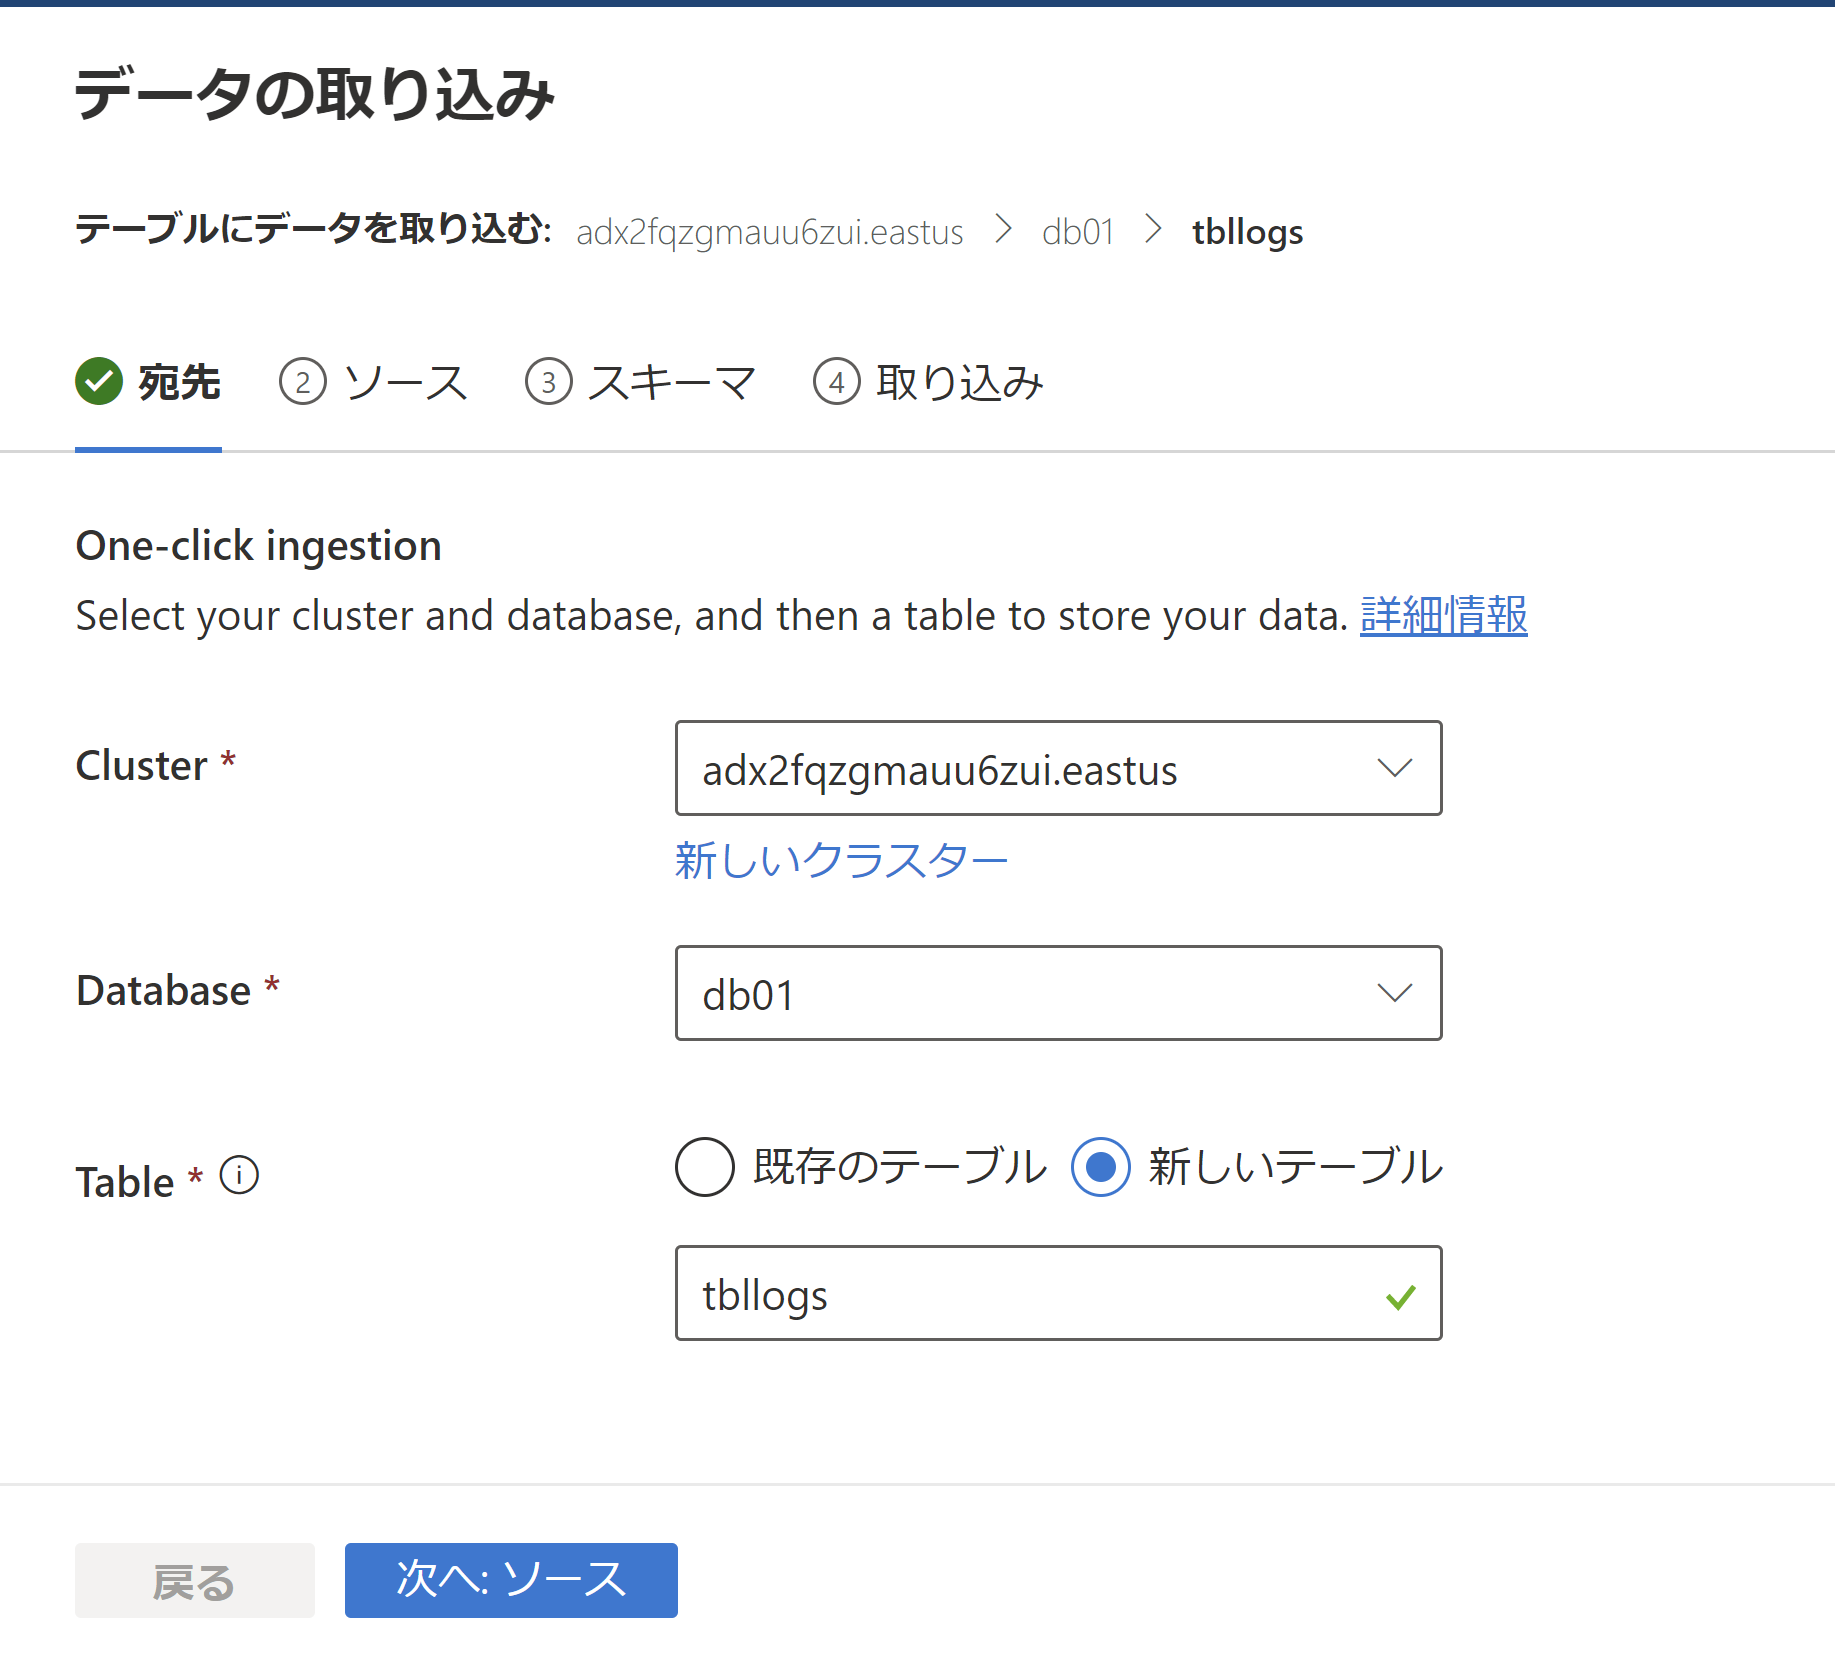 データの取り込み
テーブルにデータを取り込む: adx2fqzgmauu6zui.eastus > db01 > tbllogs
宛先 2 ソース 3 スキーマ 4 取り込み
One-click ingestion
Select your cluster and database, and then a table to store your data. 詳細情報
Cluster * adx2fqzgmauu6zui.eastus
新しいクラスター
Database * db01
Table * i 既存のテーブル 新しいテーブル
tbllogs
戻る 次へ: ソース